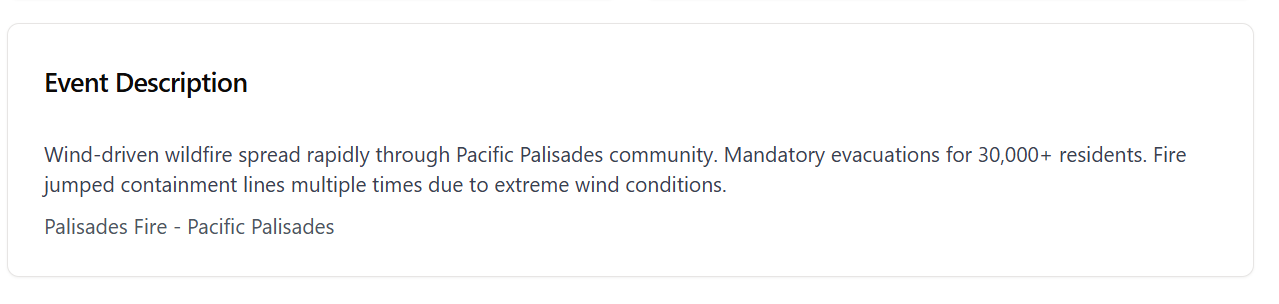 Event Description
Wind-driven wildfire spread rapidly through Pacific Palisades community. Mandatory evacuations for 30,000+ residents. Fire
jumped containment lines multiple times due to extreme wind conditions.
Palisades Fire - Pacific Palisades